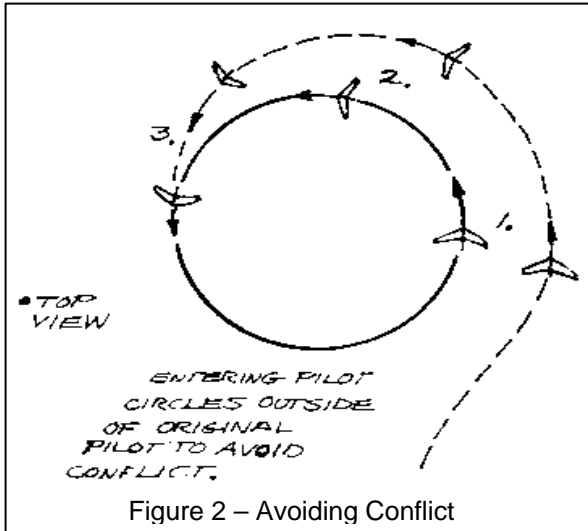 2.
3.
1.
• TOP
VIEW
ENTERING PILOT
CIRCLES OUTSIDE
OF ORIGINAL
PILOT TO AVOID
CONFLICT.
Figure 2 – Avoiding Conflict